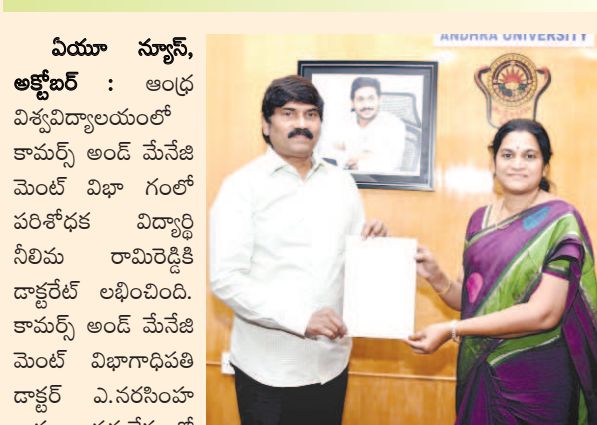 ఏయూ న్యూస్,
అక్టోబర్ : ఆంధ్ర
విశ్వవిద్యాలయంలో
కామర్స్ అండ్ మేనేజి
మెంట్ విభా గంలో
పరిశోధక విద్యార్థి
నీలిమ రామిరెడ్డికి
డాక్టరేట్ లభించింది.
కామర్స్ అండ్ మేనేజి
మెంట్ విభాగాధిపతి
డాక్టర్ ఎ.నరసింహ
ANDHRA UNIVERSITY